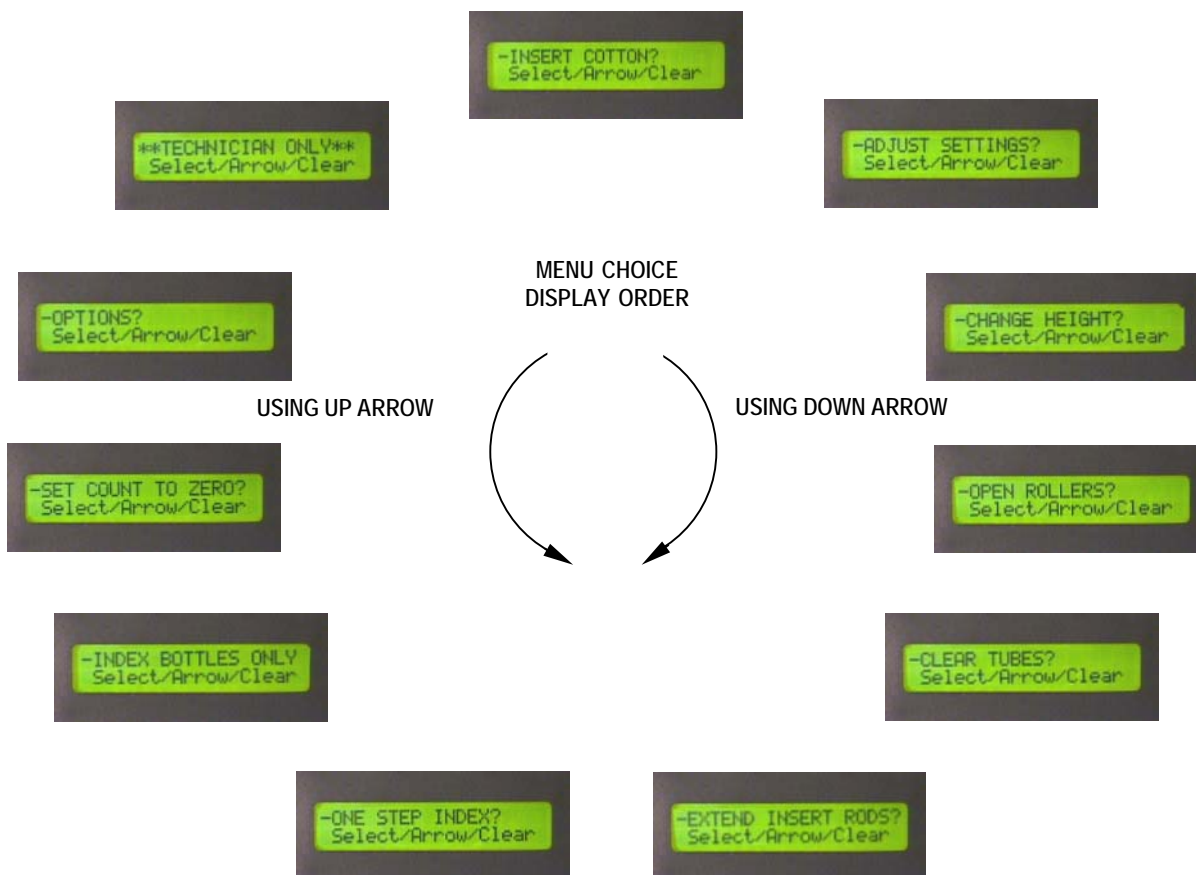 -INSERT COTTON?
Select/Arrow/Clear
**TECHNICIAN ONLY**
Select/Arrow/Clear
-ADJUST SETTINGS?
Select/Arrow/Clear
MENU CHOICE
DISPLAY ORDER
-OPTIONS?
Select/Arrow/Clear
-CHANGE HEIGHT?
Select/Arrow/Clear
USING UP ARROW
USING DOWN ARROW
-SET COUNT TO ZERO?
Select/Arrow/Clear
-OPEN ROLLERS?
Select/Arrow/Clear
-INDEX BOTTLES ONLY
Select/Arrow/Clear
-CLEAR TUBES?
Select/Arrow/Clear
-ONE STEP INDEX?
Select/Arrow/Clear
-EXTEND INSERT RODS?
Select/Arrow/Clear